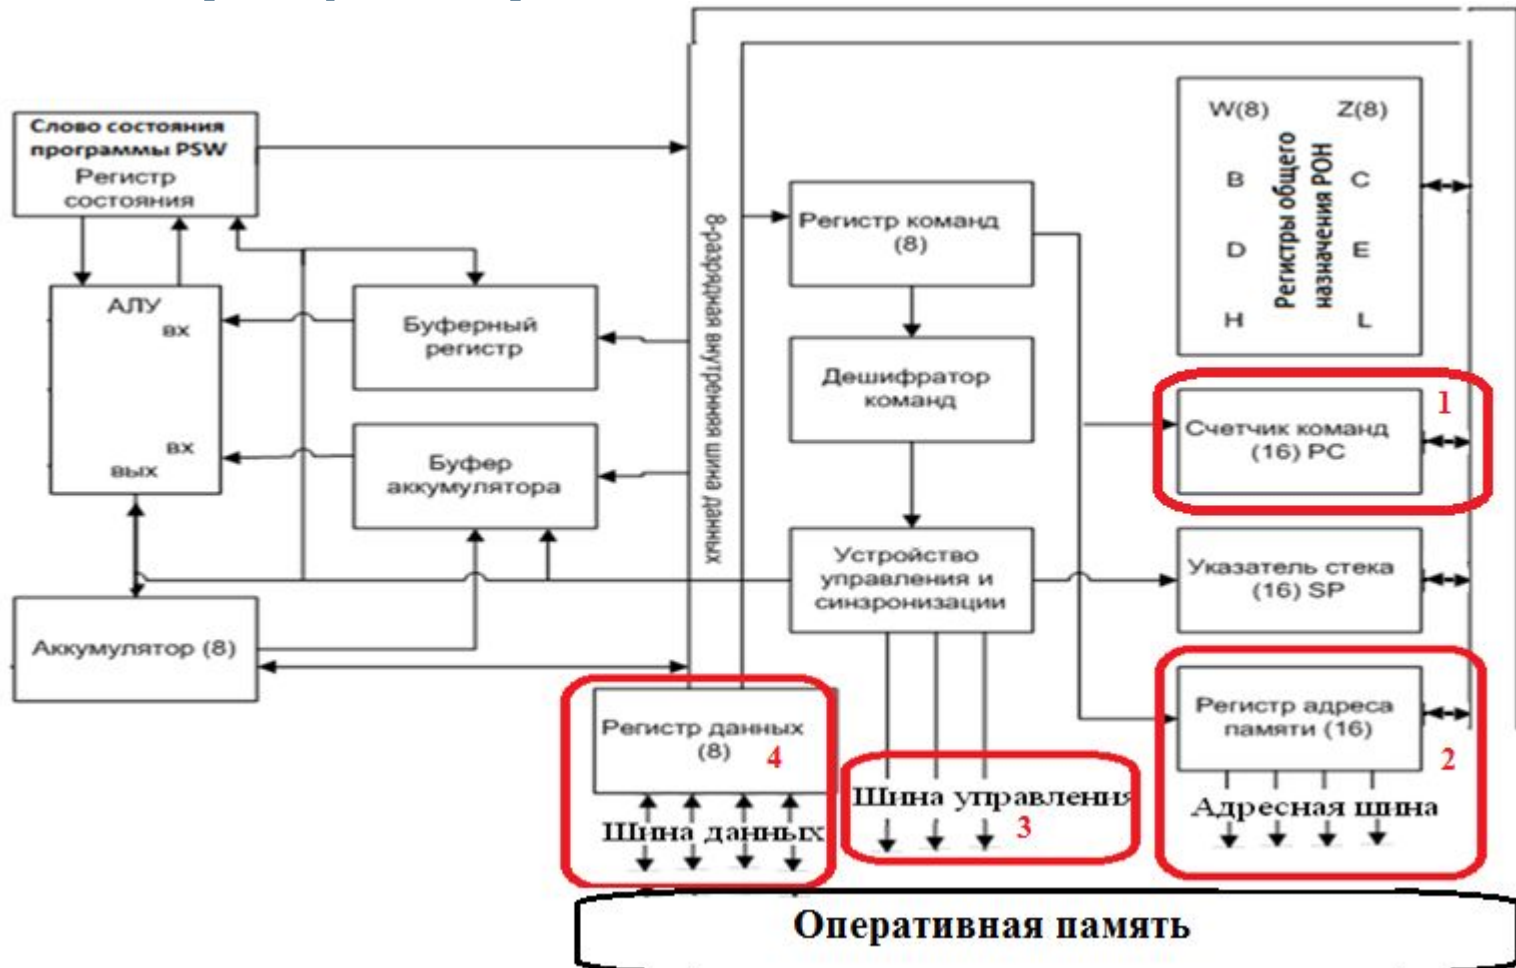 Слово состояния
программы PSW
Регистр
состояния
АЛУ
вх
вх
вых
Буферный
регистр
Буфер
аккумулятора
Аккумулятор (8)
8-разрядная внутренняя шина данных
Регистр команд
(8)
Дешифратор
команд
Устройство
управления и
синзронизации
W(8) Z(8)
B C
D E
H L
Регистры общего
назначения РОН
1
Счетчик команд
(16) PC
Указатель стека
(16) SP
Регистр адреса
памяти (16)
2
Адресная шина
Регистр данных
(8) 4
Шина данных
Шина управления
3
Оперативная память